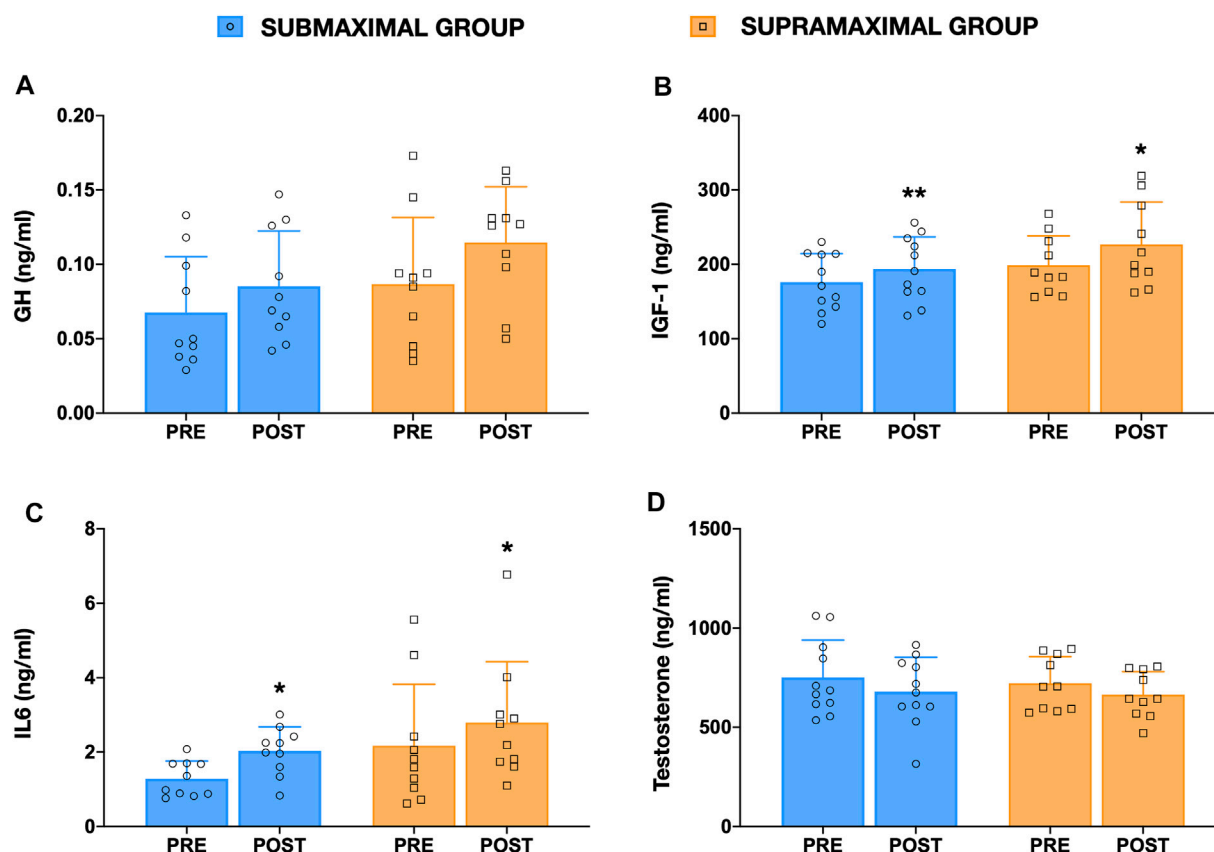 SUBMAXIMAL GROUP
SUPRAMAXIMAL GROUP
A
GH (ng/ml)
0.20
0.15
0.10
0.05
0.00
PRE POST PRE POST
B
IGF-1 (ng/ml)
400
300
200
100
0
** *
PRE POST PRE POST
C
IL6 (ng/ml)
8
6
4
2
0
* *
PRE POST PRE POST
D
Testosterone (ng/ml)
1500
1000
500
0
PRE POST PRE POST